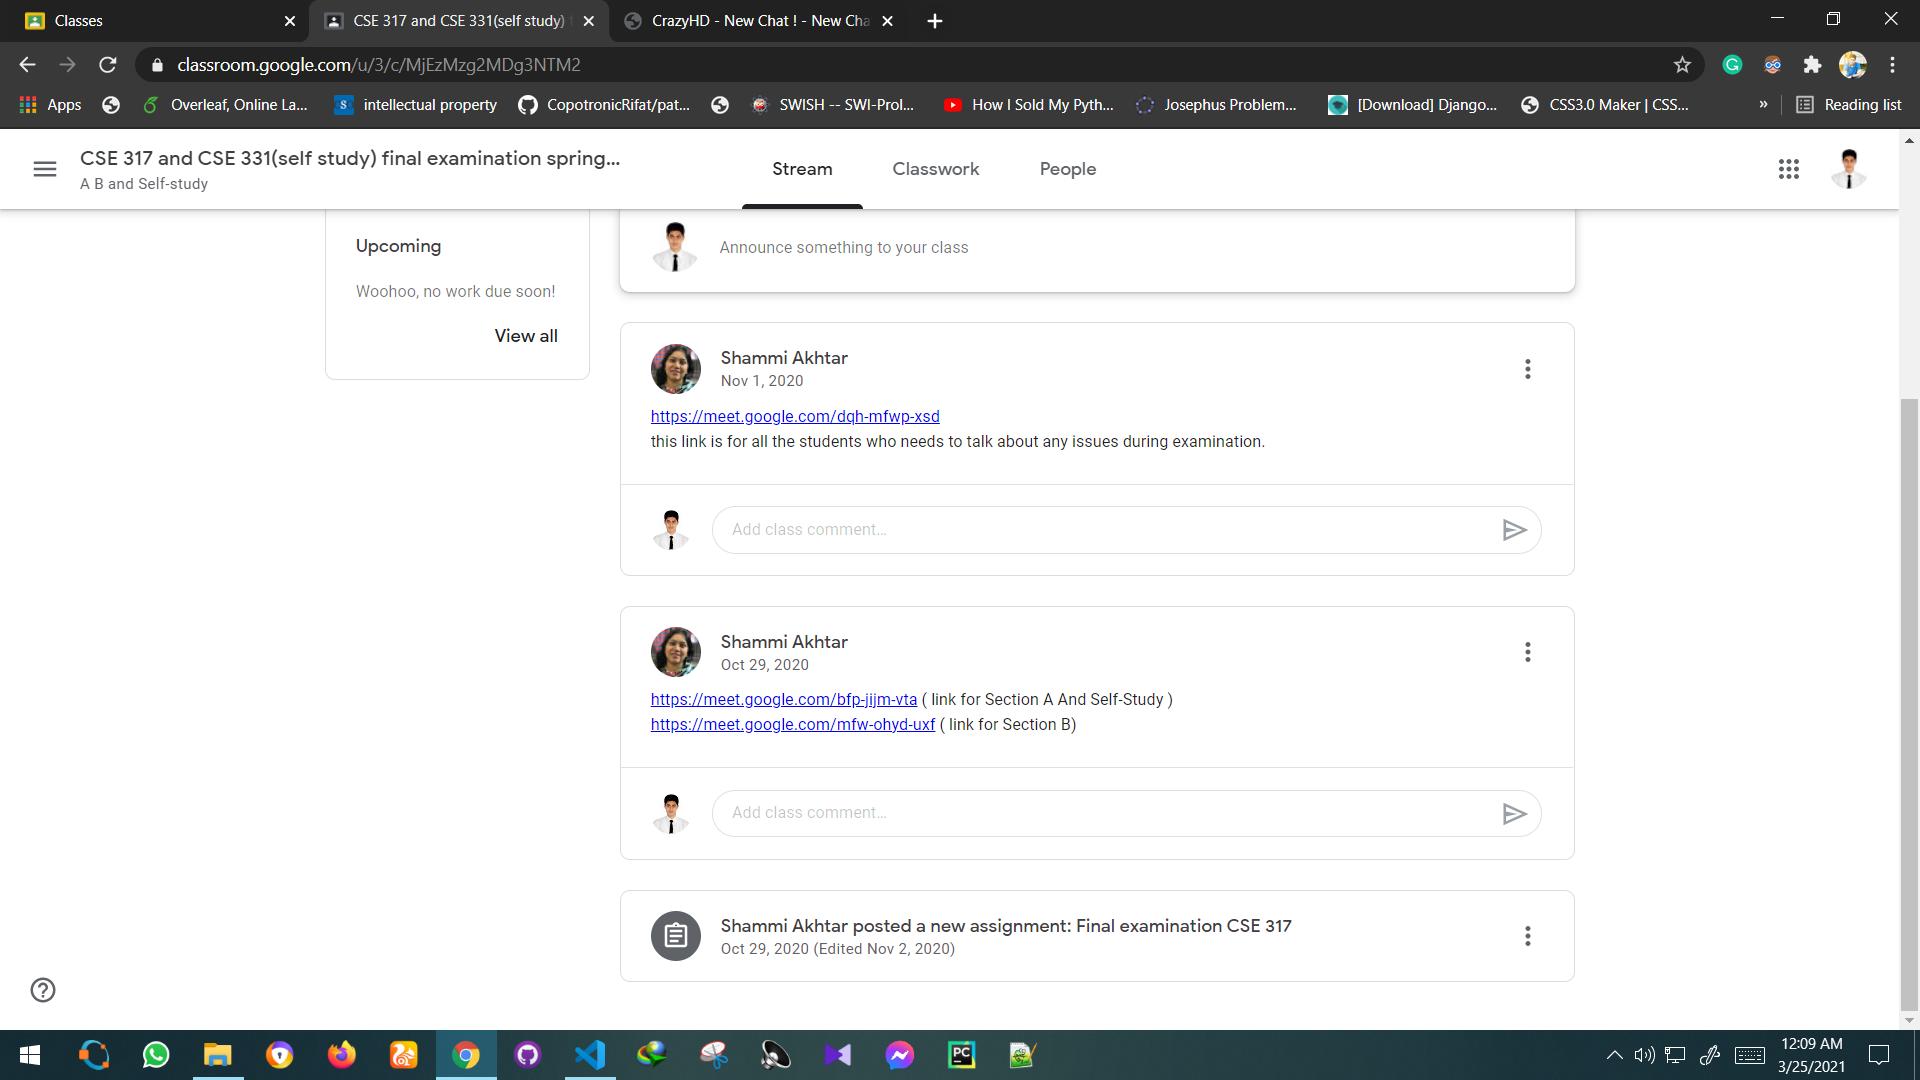 Classes
CSE 317 and CSE 331(self study)
CrazyHD - New Chat ! - New Cha
classroom.google.com/u/3/c/MjEzMzg2MDg3NTM2
Apps
Overleaf, Online La...
intellectual property
CopotronicRifat/pat...
SWISH -- SWI-Prol...
How I Sold My Pyth...
Josephus Problem...
[Download] Django...
CSS3.0 Maker | CSS...
»
Reading list
CSE 317 and CSE 331(self study) final examination spring...
A B and Self-study
Stream
Classwork
People
Upcoming
Woohoo, no work due soon!
View all
Announce something to your class
Shammi Akhtar
Nov 1, 2020
https://meet.google.com/dqh-mfwp-xsd
this link is for all the students who needs to talk about any issues during examination.
Add class comment...
Shammi Akhtar
Oct 29, 2020
https://meet.google.com/bfp-jijm-vta ( link for Section A And Self-Study )
https://meet.google.com/mfw-ohyd-uxf ( link for Section B)
Add class comment...
Shammi Akhtar posted a new assignment: Final examination CSE 317
Oct 29, 2020 (Edited Nov 2, 2020)
PC
12:09 AM
3/25/2021